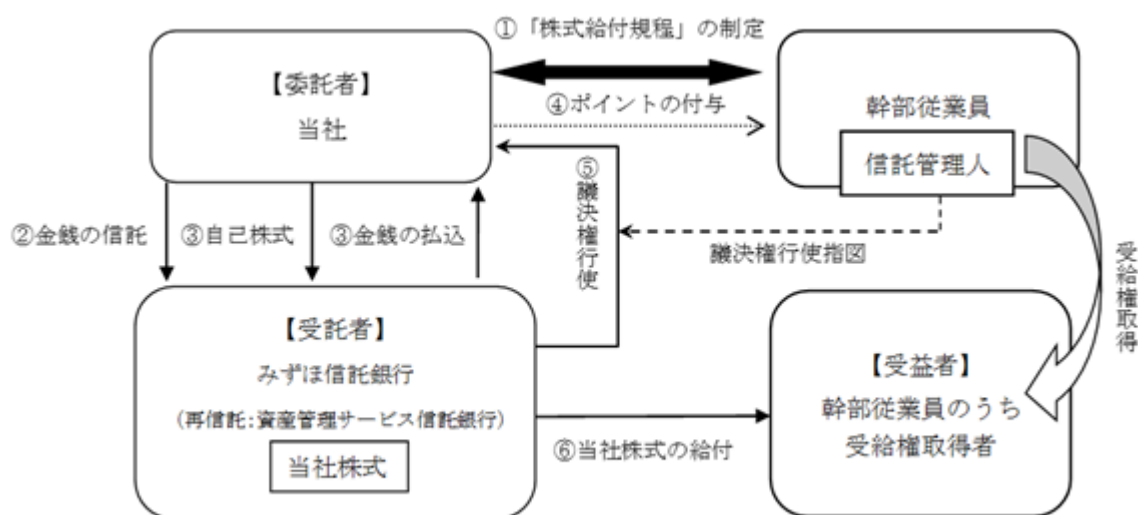 ①「株式給付規程」の制定
【委託者】
当社
④ポイントの付与
幹部従業員
信託管理人
②金銭の信託
③自己株式
③金銭の払込
⑤議決権行使
議決権行使指図
受給権取得
【受託者】
みずほ信託銀行
(再信託:資産管理サービス信託銀行)
当社株式
⑥当社株式の給付
【受益者】
幹部従業員のうち
受給権取得者